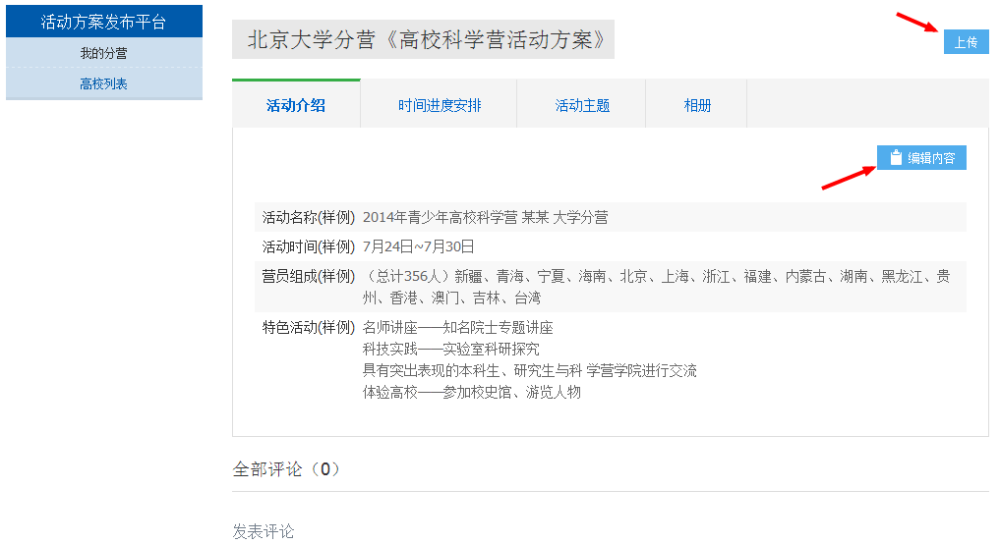 活动方案发布平台
我的分营
高校列表
北京大学分营《高校科学营活动方案》
上传
活动介绍
时间进度安排
活动主题
相册
编辑内容
活动名称(样例) 2014年青少年高校科学营 某某 大学分营
活动时间(样例) 7月24日~7月30日
营员组成(样例) （总计356人）新疆、青海、宁夏、海南、北京、上海、浙江、福建、内蒙古、湖南、黑龙江、贵
州、香港、澳门、吉林、台湾
特色活动(样例) 名师讲座——知名院士专题讲座
科技实践——实验室科研探究
具有突出表现的本科生、研究生与科 学营学院进行交流
体验高校——参加校史馆、游览人物
全部评论（0）
发表评论